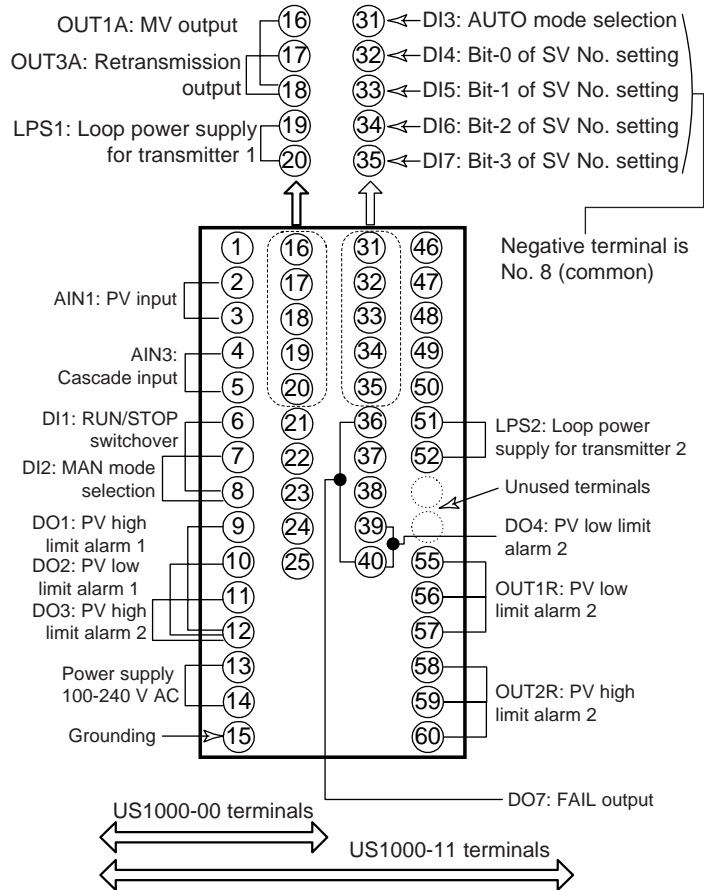 OUT1A: MV output
16
31
DI3: AUTO mode selection
OUT3A: Retransmission
output
17
32
DI4: Bit-0 of SV No. setting
18
33
DI5: Bit-1 of SV No. setting
LPS1: Loop power supply
for transmitter 1
19
34
DI6: Bit-2 of SV No. setting
20
35
DI7: Bit-3 of SV No. setting
Negative terminal is
No. 8 (common)
1
16
31
46
AIN1: PV input
2
17
32
47
3
18
33
48
AIN3:
Cascade input
4
19
34
49
5
20
35
50
DI1: RUN/STOP
switchover
6
21
36
51
LPS2: Loop power
supply for transmitter 2
DI2: MAN mode
selection
7
22
37
52
8
23
38
Unused terminals
DO1: PV high
limit alarm 1
9
24
39
DO4: PV low limit
alarm 2
DO2: PV low
limit alarm 1
10
25
40
55
DO3: PV high
limit alarm 2
11
56
OUT1R: PV low
limit alarm 2
12
57
Power supply
100-240 V AC
13
58
14
59
OUT2R: PV high
limit alarm 2
Grounding
15
60
DO7: FAIL output
US1000-00 terminals
US1000-11 terminals